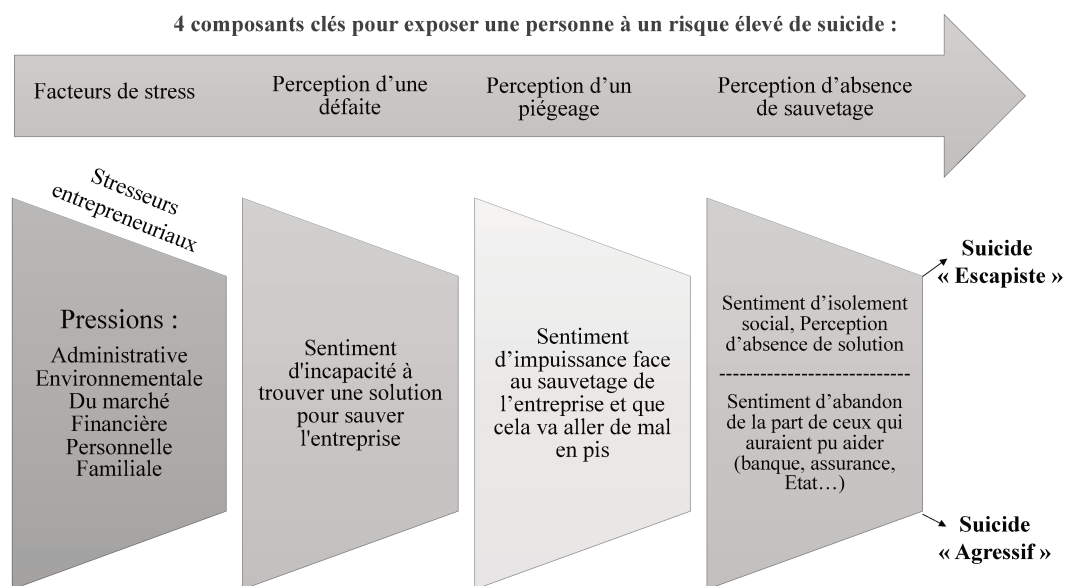 4 composants clés pour exposer une personne à un risque élevé de suicide :
Facteurs de stress
Perception d’une
défaite
Perception d’un
piégeage
Perception d’absence
de sauvetage
Stresseurs
entrepreneuriaux
Pressions :
Administrative
Environnementale
Du marché
Financière
Personnelle
Familiale
Sentiment
d'incapacité à
trouver une solution
pour sauver
l'entreprise
Sentiment
d’impuissance face
au sauvetage de
l’entreprise et que
cela va aller de mal
en pis
Sentiment d’isolement
social, Perception
d’absence de solution
Sentiment d’abandon
de la part de ceux qui
auraient pu aider
(banque, assurance,
Etat…)
Suicide
« Escapiste »
Suicide
« Agressif »